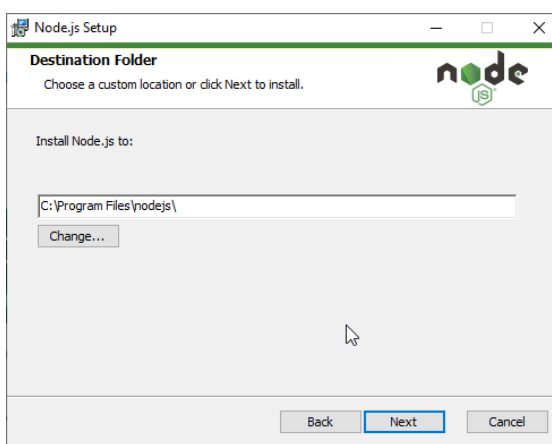 Node.js Setup
Destination Folder
Choose a custom location or click Next to install.
node
JS
Install Node.js to:
C:\Program Files\nodejs\
Change...
Back Next Cancel